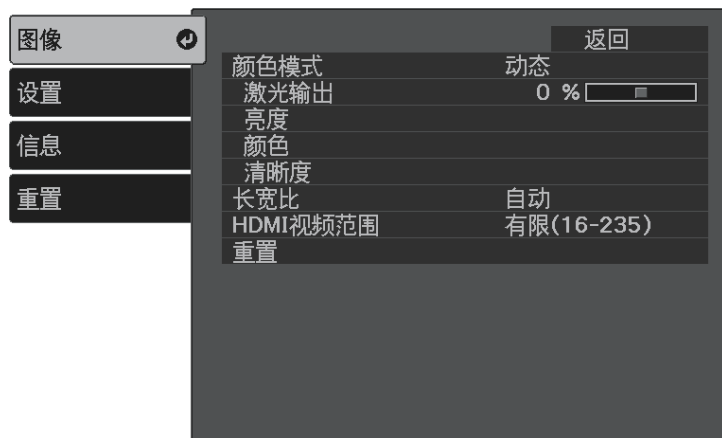 图像
设置
信息
重置
返回
颜色模式 动态
激光输出 0 %
亮度
颜色
清晰度
长宽比 自动
HDMI视频范围 有限(16-235)
重置